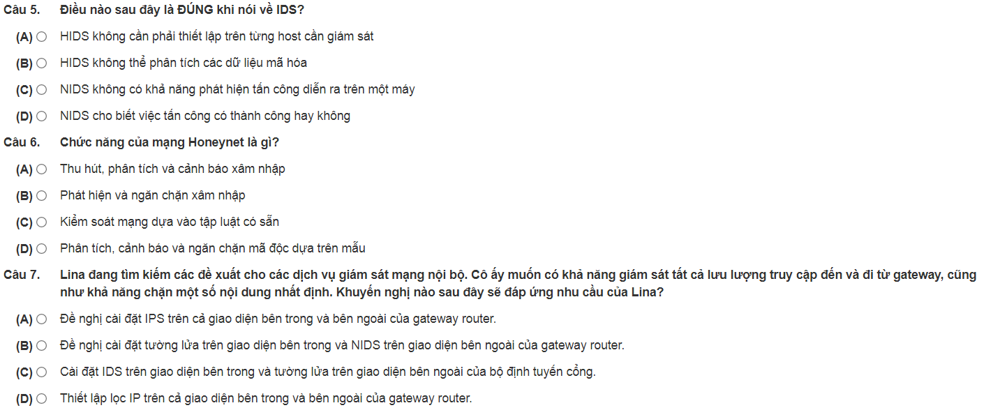 Câu 5. Điều nào sau đây là ĐÚNG khi nói về IDS?
(A) HIDS không cần phải thiết lập trên từng host cần giám sát
(B) HIDS không thể phân tích các dữ liệu mã hóa
(C) NIDS không có khả năng phát hiện tấn công diễn ra trên một máy
(D) NIDS cho biết việc tấn công có thành công hay không
Câu 6. Chức năng của mạng Honeynet là gì?
(A) Thu hút, phân tích và cảnh báo xâm nhập
(B) Phát hiện và ngăn chặn xâm nhập
(C) Kiểm soát mạng dựa vào tập luật có sẵn
(D) Phân tích, cảnh báo và ngăn chặn mã độc dựa trên mẫu
Câu 7. Lina đang tìm kiếm các đề xuất cho các dịch vụ giám sát mạng nội bộ. Cô ấy muốn có khả năng giám sát tất cả lưu lượng truy cập đến và đi từ gateway, cũng
như khả năng chặn một số nội dung nhất định. Khuyến nghị nào sau đây sẽ đáp ứng nhu cầu của Lina?
(A) Đề nghị cài đặt IPS trên cả giao diện bên trong và bên ngoài của gateway router.
(B) Đề nghị cài đặt tường lửa trên giao diện bên trong và NIDS trên giao diện bên ngoài của gateway router.
(C) Cài đặt IDS trên giao diện bên trong và tường lửa trên giao diện bên ngoài của bộ định tuyến cổng.
(D) Thiết lập lọc IP trên cả giao diện bên trong và bên ngoài của gateway router.